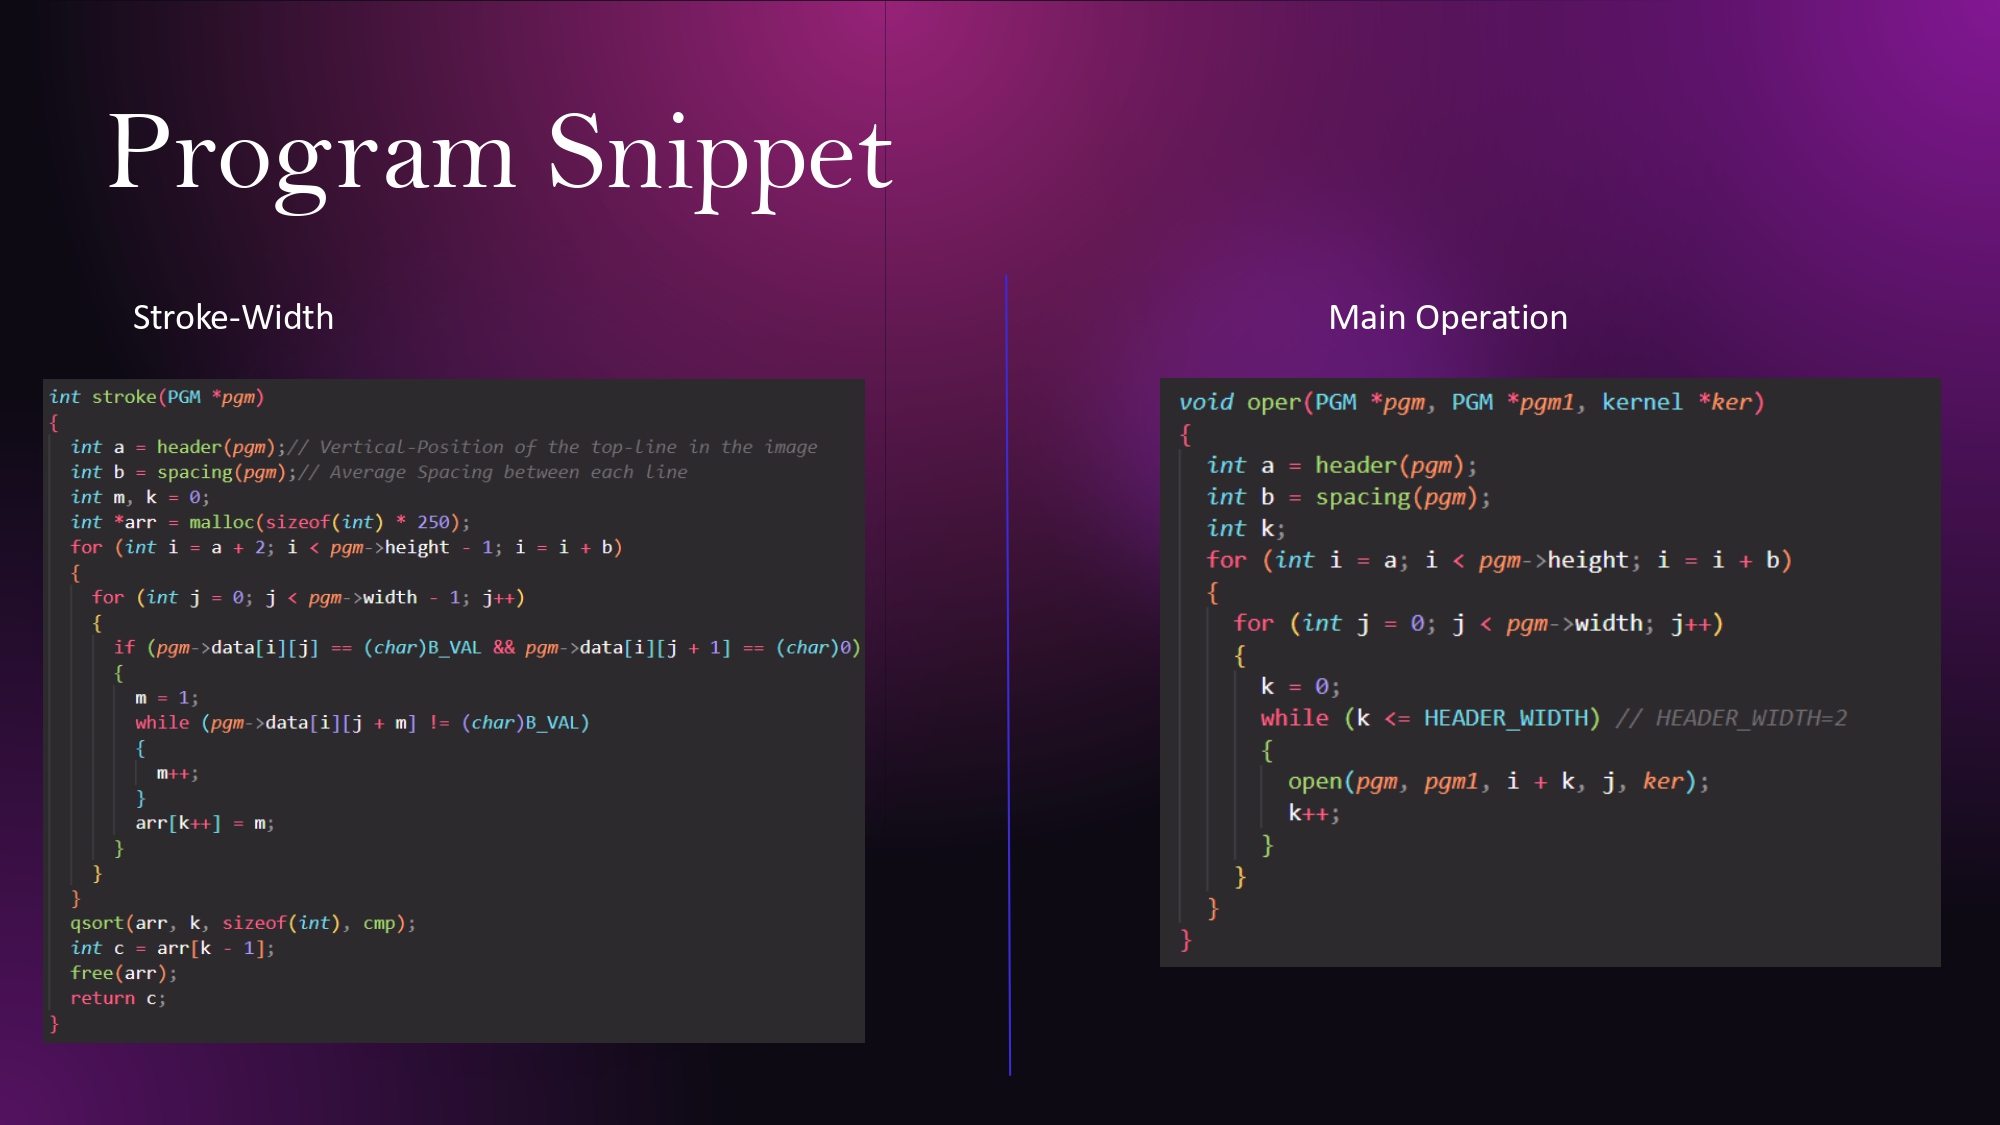 Program Snippet
Stroke-Width
int stroke(PGM *pgm)
{
  int a = header(pgm);// Vertical-Position of the top-line in the image
  int b = spacing(pgm);// Average Spacing between each line
  int m, k = 0;
  int *arr = malloc(sizeof(int) * 250);
  for (int i = a + 2; i < pgm->height - 1; i = i + b)
  {
    for (int j = 0; j < pgm->width - 1; j++)
    {
      if (pgm->data[i][j] == (char)B_VAL && pgm->data[i][j + 1] == (char)0)
      {
        m = 1;
        while (pgm->data[i][j + m] != (char)B_VAL)
        {
          m++;
        }
        arr[k++] = m;
      }
    }
  }
  qsort(arr, k, sizeof(int), cmp);
  int c = arr[k - 1];
  free(arr);
  return c;
}
Main Operation
void oper(PGM *pgm, PGM *pgm1, kernel *ker)
{
  int a = header(pgm);
  int b = spacing(pgm);
  int k;
  for (int i = a; i < pgm->height; i = i + b)
  {
    for (int j = 0; j < pgm->width; j++)
    {
      k = 0;
      while (k <= HEADER_WIDTH) // HEADER_WIDTH=2
      {
        open(pgm, pgm1, i + k, j, ker);
        k++;
      }
    }
  }
}